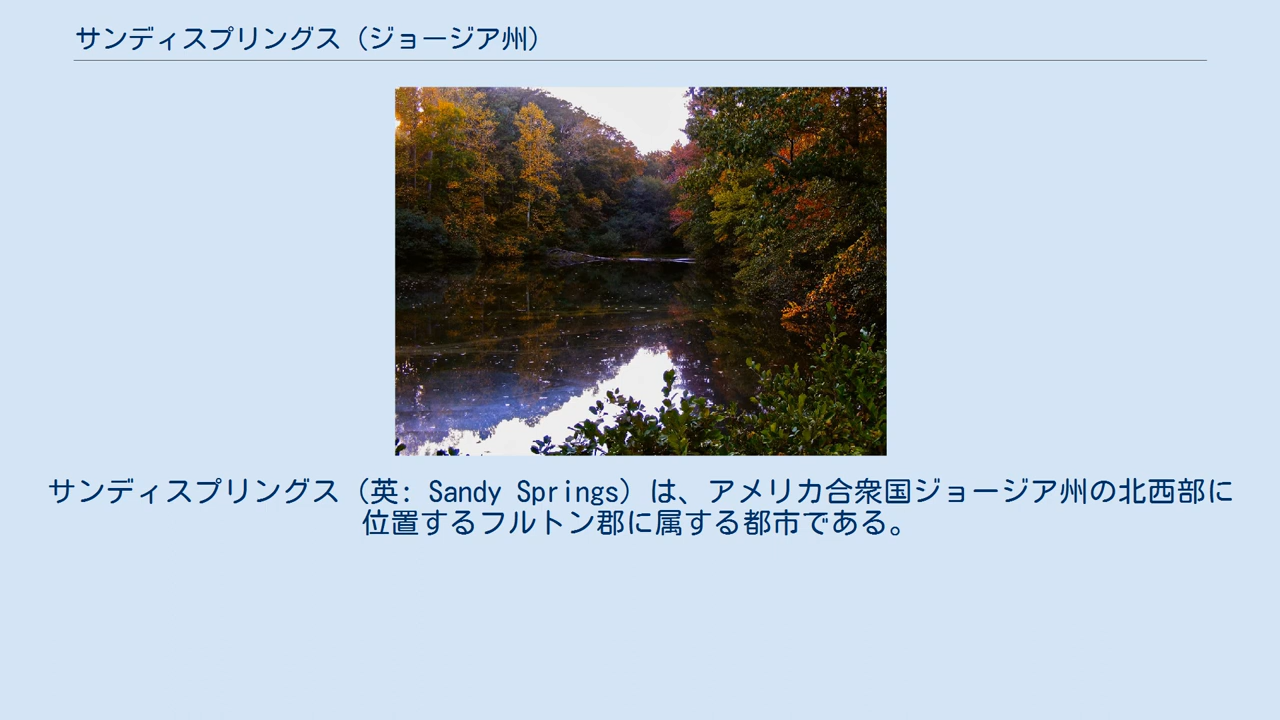 サンディスプリングス（ジョージア州）
サンディスプリングス（英: Sandy Springs）は、アメリカ合衆国ジョージア州の北西部に
位置するフルトン郡に属する都市である。